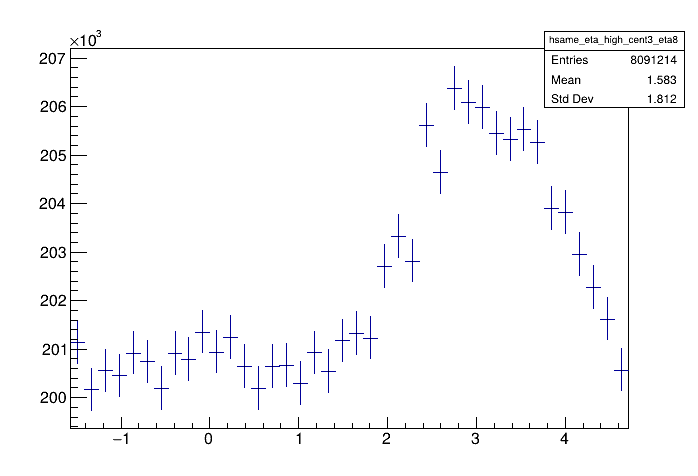 ×10³
hsame_eta_high_cent3_eta8
Entries 8091214
Mean 1.583
Std Dev 1.812
207
206
205
204
203
202
201
200
−1 0 1 2 3 4